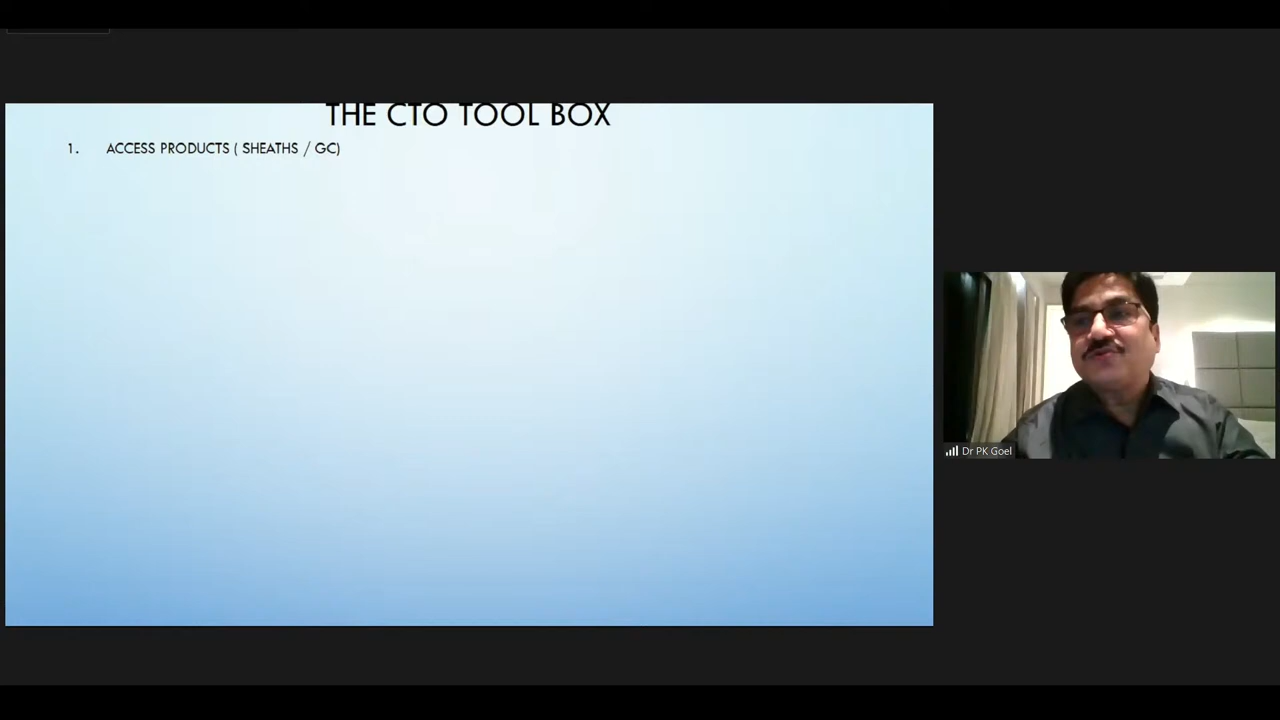 THE CTO TOOL BOX
1. ACCESS PRODUCTS ( SHEATHS / GC)
Dr PK Goel